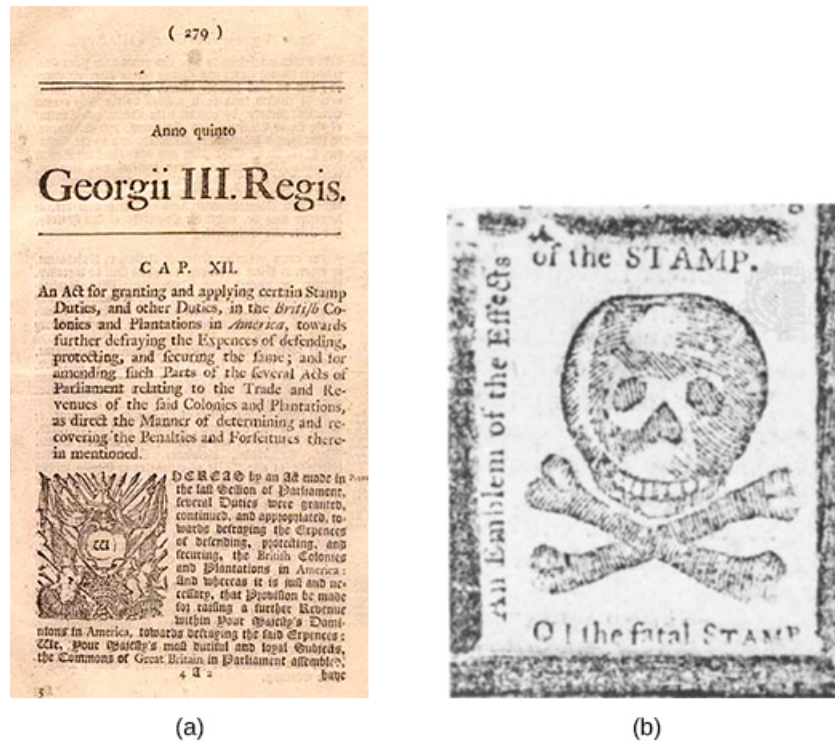 ( 279 )
Anno quinto
Georgii III. Regis.
CAP. XII.
An Act for granting and applying certain Stamp
Duties, and other Duties, in the Britiſh Co-
lonies and Plantations in America, towards
further defraying the Expences of defending,
protecting, and ſecuring the ſame; and for
amending ſuch Parts of the ſeveral Acts of
Parliament relating to the Trade and Re-
venues of the ſaid Colonies and Plantations,
as direct the Manner of determining and re-
covering the Penalties and Forfeitures there-
in mentioned.
WHEREAS by an Act made in
the laſt Seſſion of Parliament,
ſeveral Duties were granted,
continued, and appropriated, to-
wards defraying the Expences
of defending, protecting, and
ſecuring, the British Colonies
and Plantations in America:
And whereas it is juſt and ne-
ceſſary, that Proviſion be made
for raiſing a further Revenue
within Your Majeſty's Domi-
nions in America, towards defraying the ſaid Expences:
We, Your Majeſty's moſt dutiful and loyal Subjects,
the Commons of Great Britain in Parliament aſſembled,
4 A 2 have
5
(a)
An Emblem of the Effects
of the STAMP.
O! the fatal STAMP
(b)